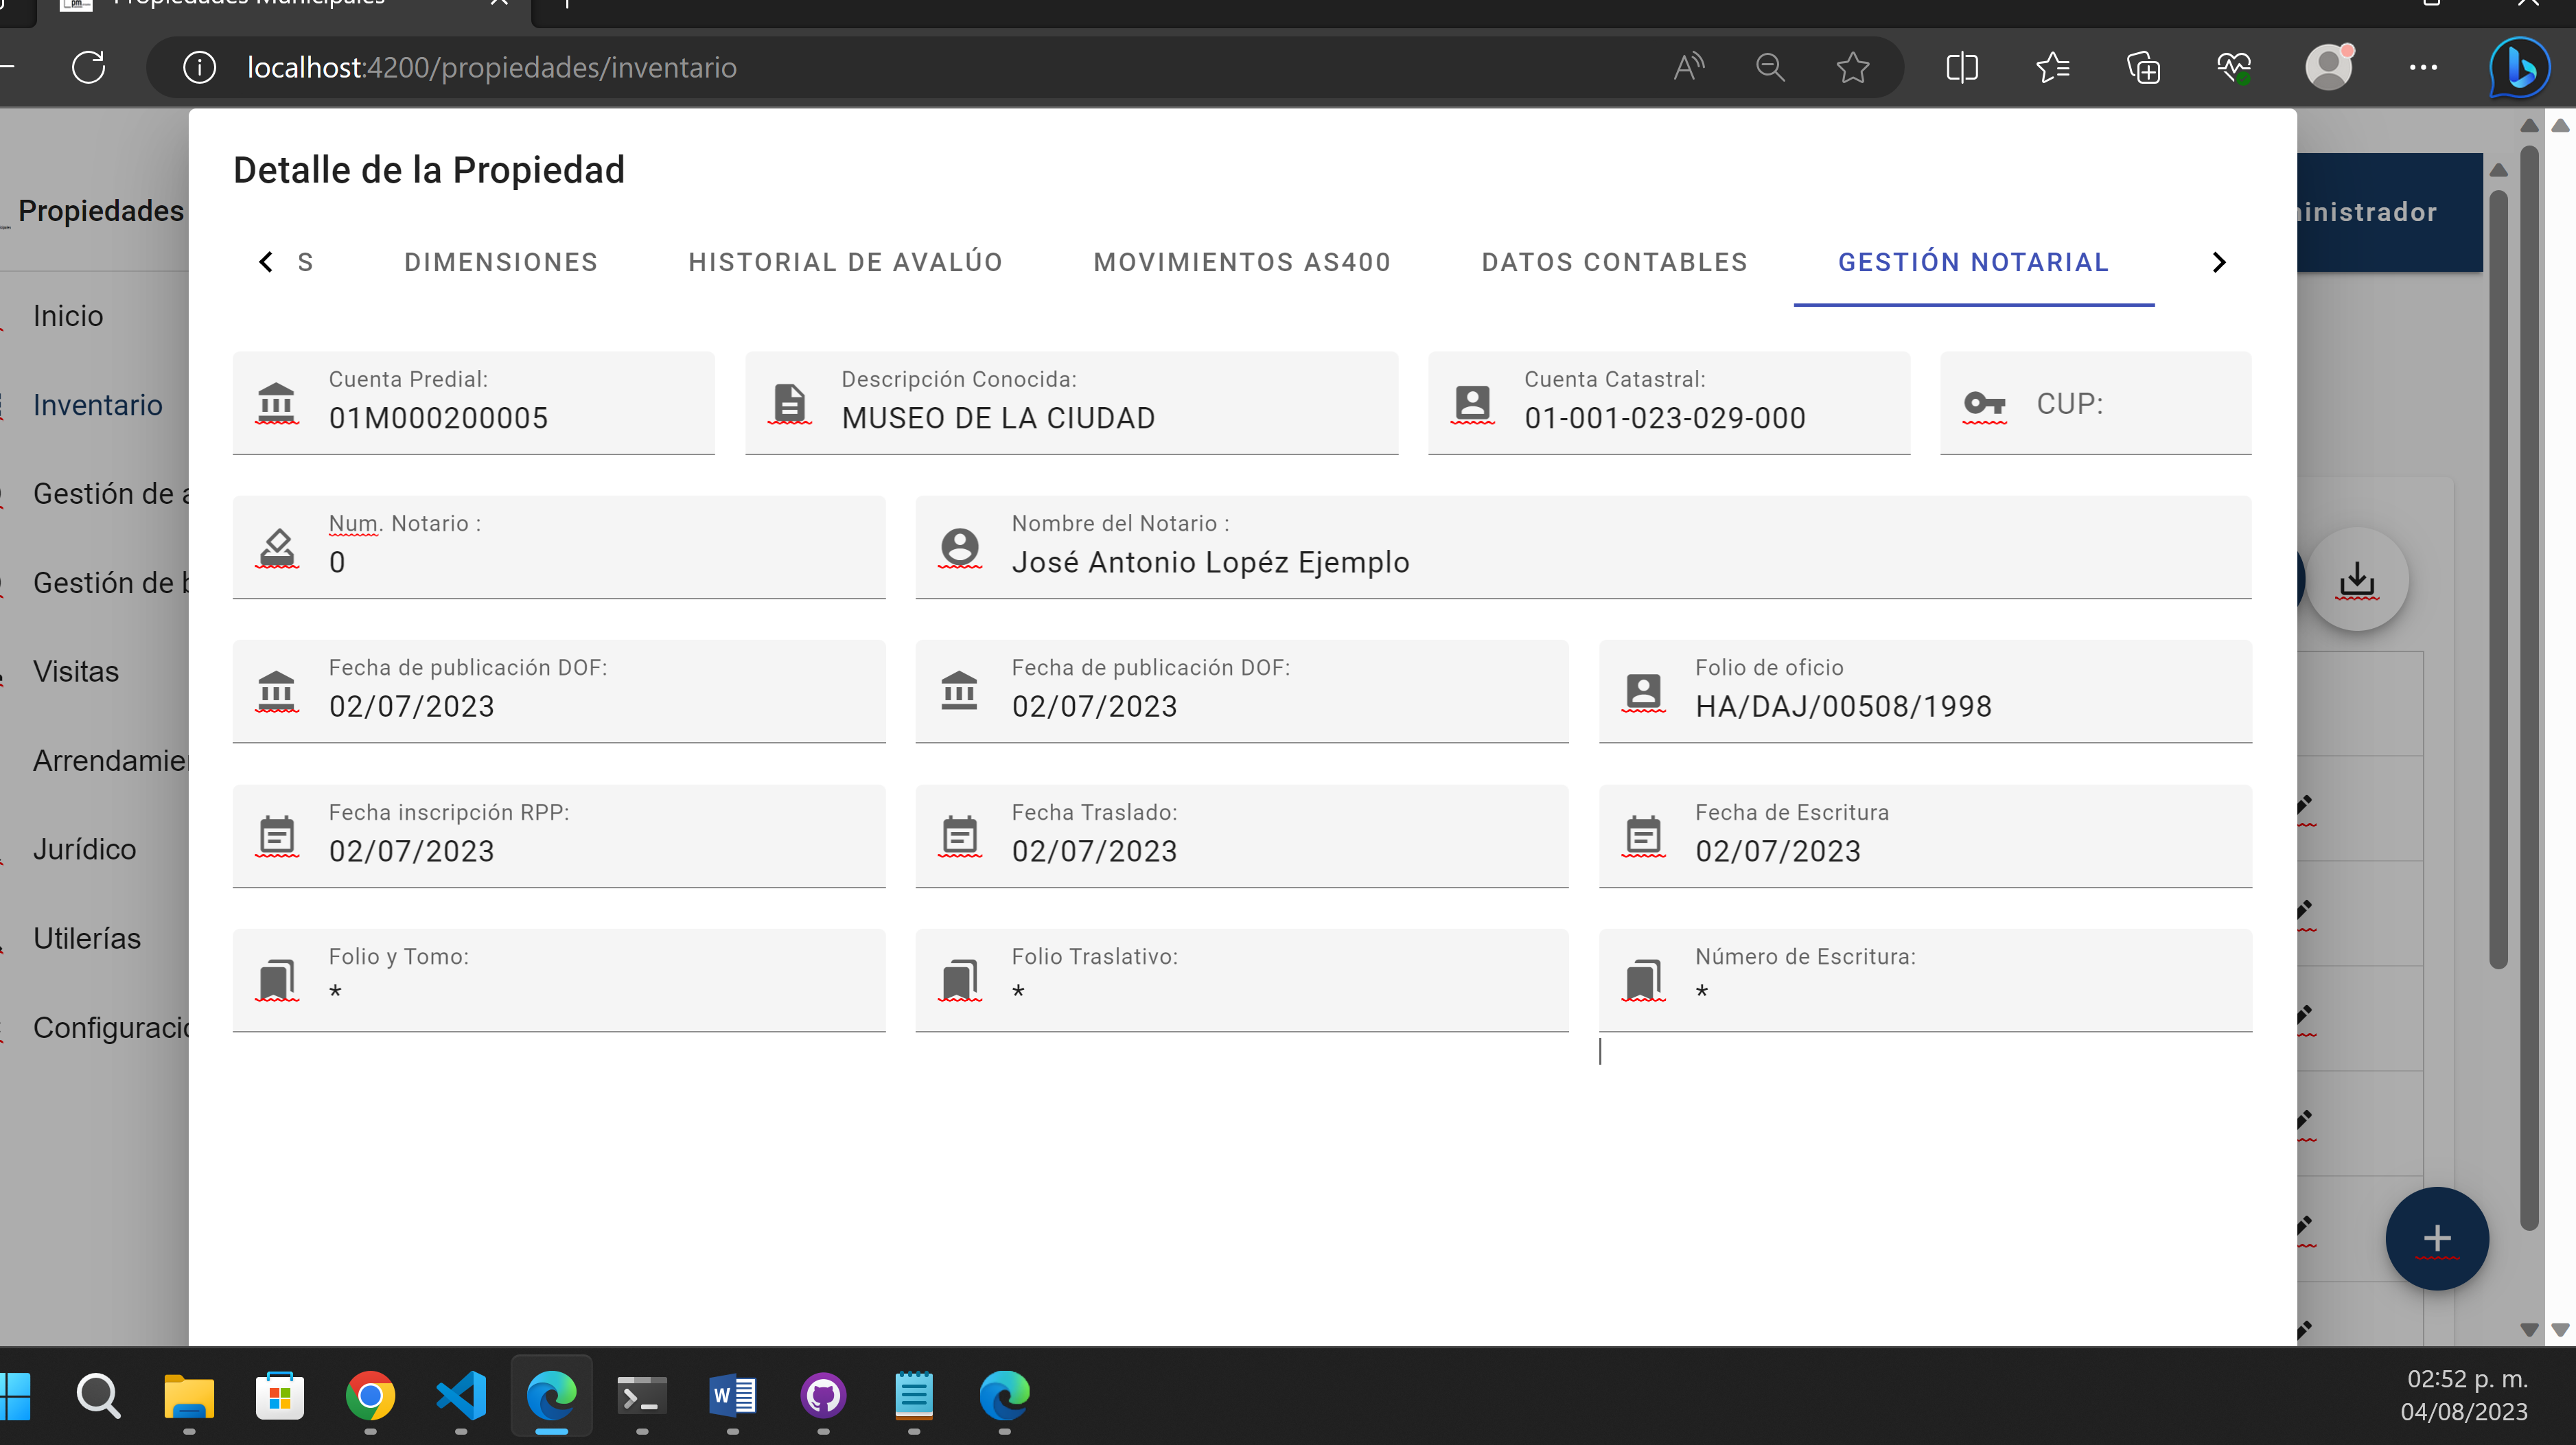 Propiedades Municipales
localhost:4200/propiedades/inventario
Detalle de la Propiedad
Propiedades
S DIMENSIONES HISTORIAL DE AVALÚO MOVIMIENTOS AS400 DATOS CONTABLES GESTIÓN NOTARIAL
inistrador
Inicio
Inventario
Gestión de a
Gestión de b
Visitas
Arrendamie
Jurídico
Utilerías
Configuració
Cuenta Predial:
01M000200005
Descripción Conocida:
MUSEO DE LA CIUDAD
Cuenta Catastral:
01-001-023-029-000
CUP:
Num. Notario :
0
Nombre del Notario :
José Antonio Lopéz Ejemplo
Fecha de publicación DOF:
02/07/2023
Fecha de publicación DOF:
02/07/2023
Folio de oficio
HA/DAJ/00508/1998
Fecha inscripción RPP:
02/07/2023
Fecha Traslado:
02/07/2023
Fecha de Escritura
02/07/2023
Folio y Tomo:
*
Folio Traslativo:
*
Número de Escritura:
*
02:52 p. m.
04/08/2023